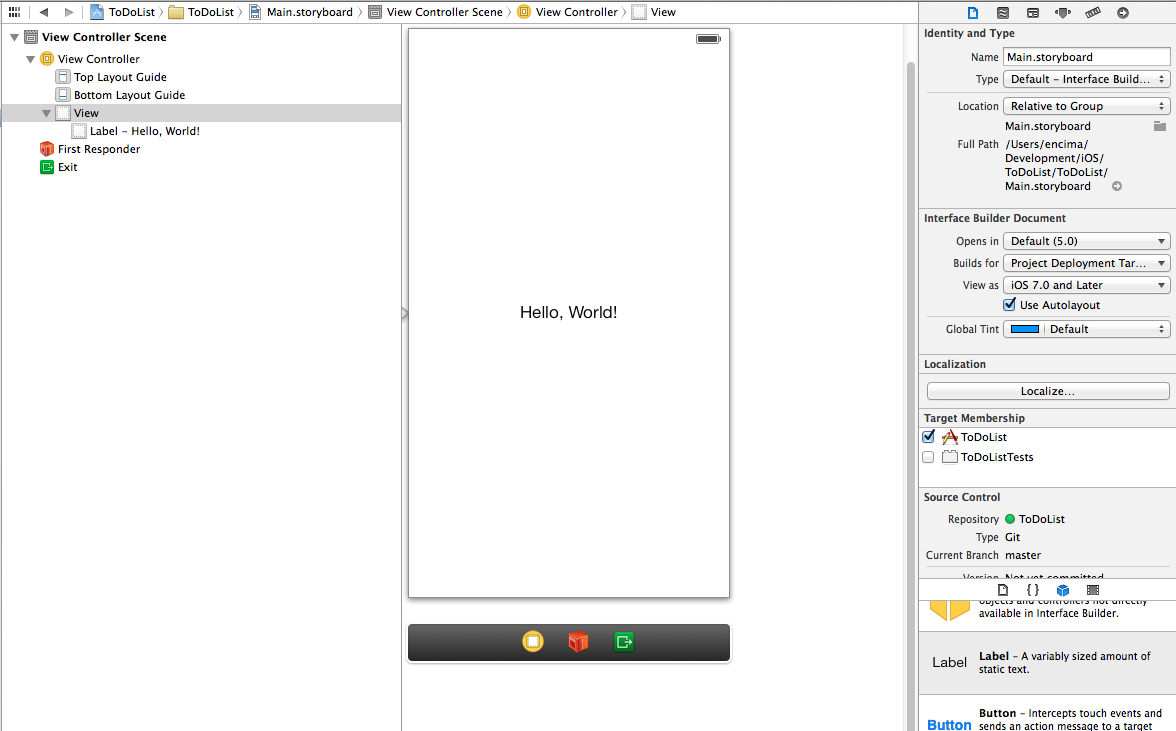 ToDoList ToDoList Main.storyboard View Controller Scene View Controller View
View Controller Scene
View Controller
Top Layout Guide
Bottom Layout Guide
View
Label – Hello, World!
First Responder
Exit
Hello, World!
Identity and Type
Name Main.storyboard
Type Default – Interface Build...
Location Relative to Group
Main.storyboard
Full Path /Users/encima/
Development/iOS/
ToDoList/ToDoList/
Main.storyboard
Interface Builder Document
Opens in Default (5.0)
Builds for Project Deployment Tar...
View as iOS 7.0 and Later
Use Autolayout
Global Tint Default
Localization
Localize...
Target Membership
ToDoList
ToDoListTests
Source Control
Repository ToDoList
Type Git
Current Branch master
Version Not yet committed
{ }
objects and controllers not directly
available in Interface Builder.
Label Label – A variably sized amount of
static text.
Button Button – Intercepts touch events and
sends an action message to a target